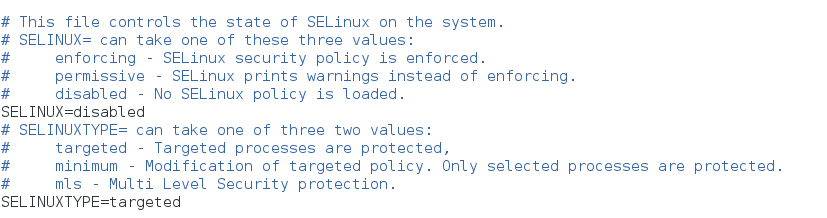 # This file controls the state of SELinux on the system.
# SELINUX= can take one of these three values:
#     enforcing - SELinux security policy is enforced.
#     permissive - SELinux prints warnings instead of enforcing.
#     disabled - No SELinux policy is loaded.
SELINUX=disabled
# SELINUXTYPE= can take one of three two values:
#     targeted - Targeted processes are protected,
#     minimum - Modification of targeted policy. Only selected processes are protected.
#     mls - Multi Level Security protection.
SELINUXTYPE=targeted